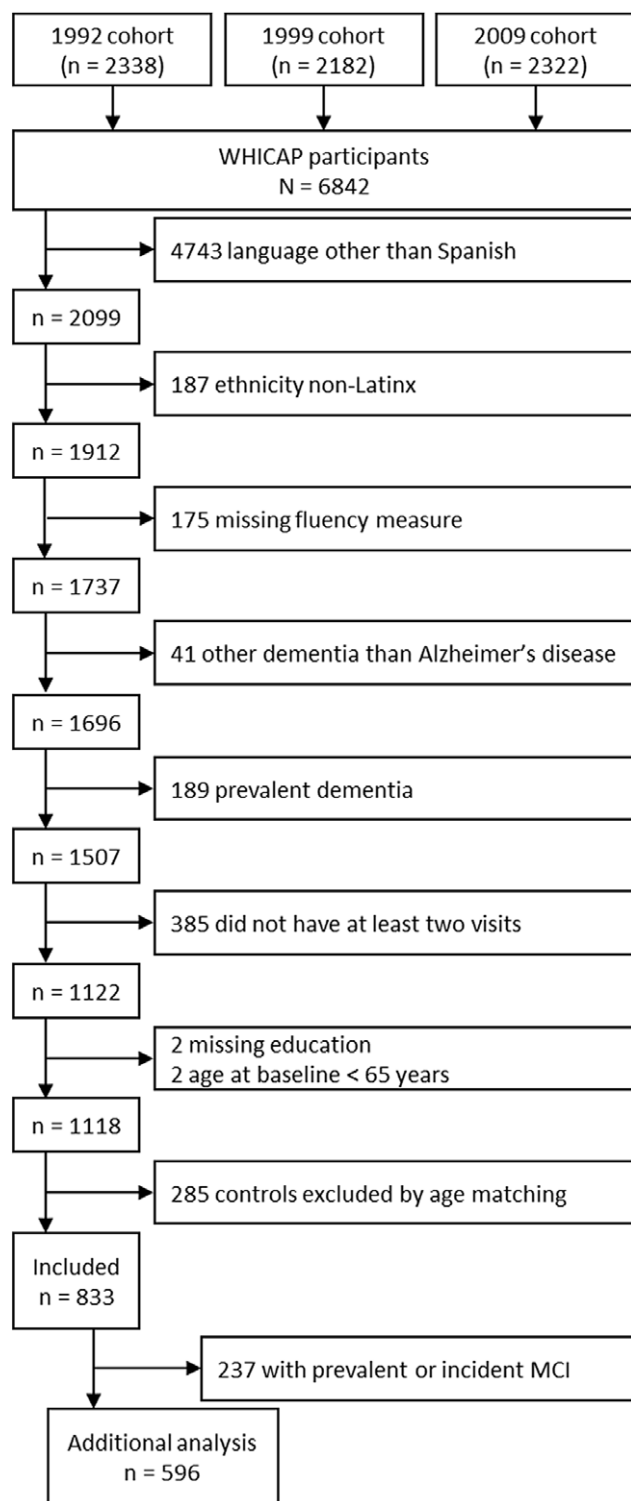 1992 cohort
(n = 2338)
1999 cohort
(n = 2182)
2009 cohort
(n = 2322)
WHICAP participants
N = 6842
4743 language other than Spanish
n = 2099
187 ethnicity non-Latinx
n = 1912
175 missing fluency measure
n = 1737
41 other dementia than Alzheimer's disease
n = 1696
189 prevalent dementia
n = 1507
385 did not have at least two visits
n = 1122
2 missing education
2 age at baseline < 65 years
n = 1118
285 controls excluded by age matching
Included
n = 833
237 with prevalent or incident MCI
Additional analysis
n = 596